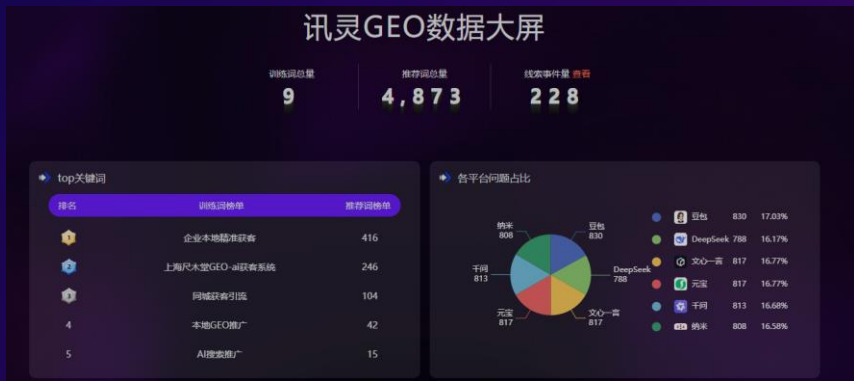 讯灵GEO数据大屏
训练词总量 推荐词总量 线索事件量 查看
9 4,873 228
top关键词
排名 训练词榜单 推荐词榜单
1 企业本地精准获客 416
2 上海尺木堂GEO-ai获客系统 246
3 同城获客引流 104
4 本地GEO推广 42
5 AI搜索推广 15
各平台问题占比
纳米 808
豆包 830
千问 813
DeepSeek 788
元宝 817
文心一言 817
豆包 830 17.03%
DeepSeek 788 16.17%
文心一言 817 16.77%
元宝 817 16.77%
千问 813 16.68%
纳米 808 16.58%